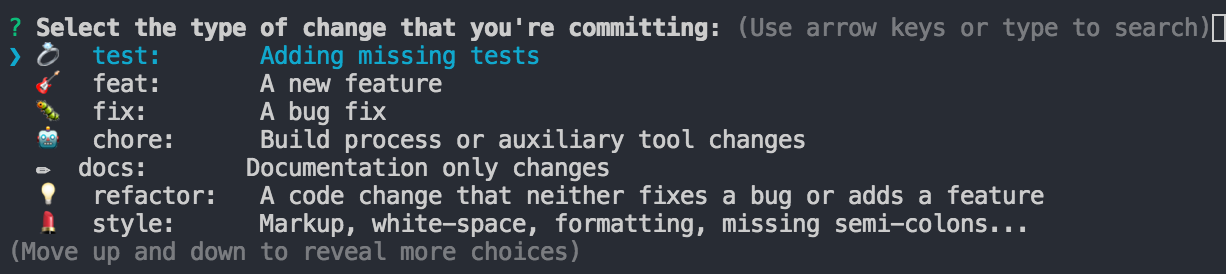 ? Select the type of change that you're committing: (Use arrow keys or type to search)
❯ 💍  test:       Adding missing tests
🎸  feat:       A new feature
🐛  fix:        A bug fix
🤖  chore:      Build process or auxiliary tool changes
✏  docs:       Documentation only changes
💡  refactor:   A code change that neither fixes a bug or adds a feature
💄  style:      Markup, white-space, formatting, missing semi-colons...
(Move up and down to reveal more choices)